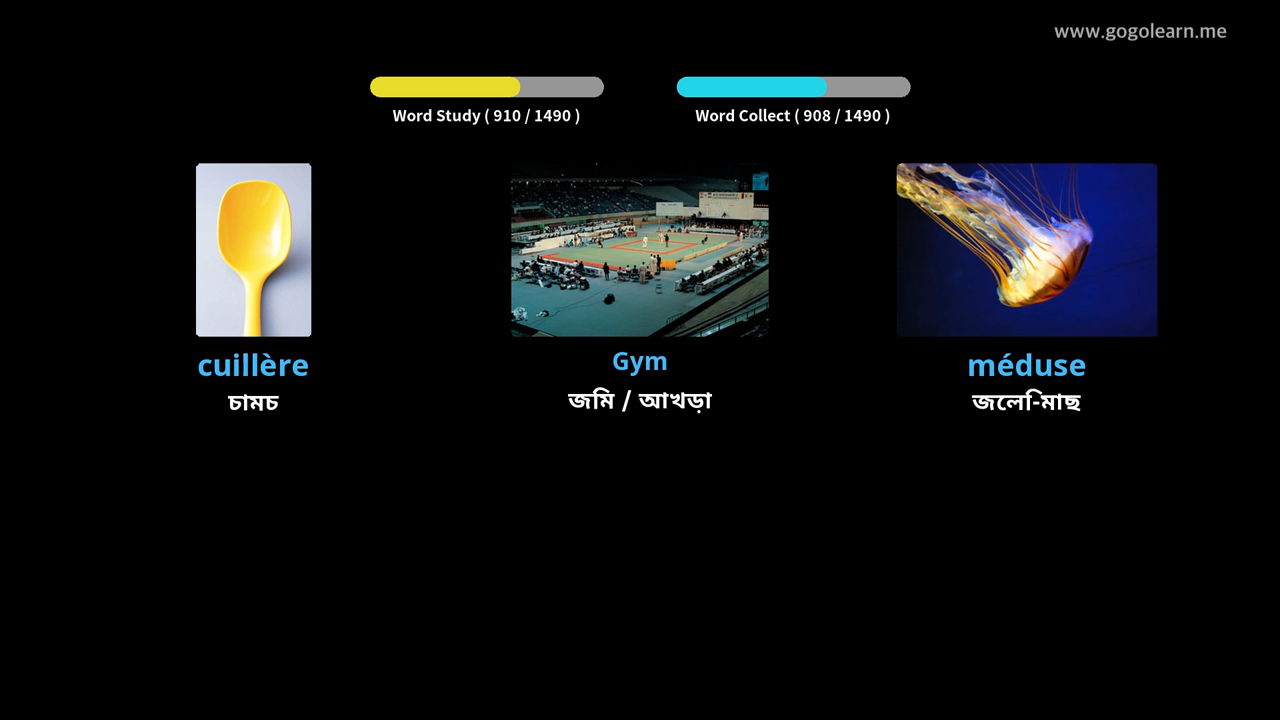 www.gogolearn.me
Word Study ( 910 / 1490 )
Word Collect ( 908 / 1490 )
cuillère
Gym
méduse
চামচ
জমি / আখড়া
জলেি-মাছ